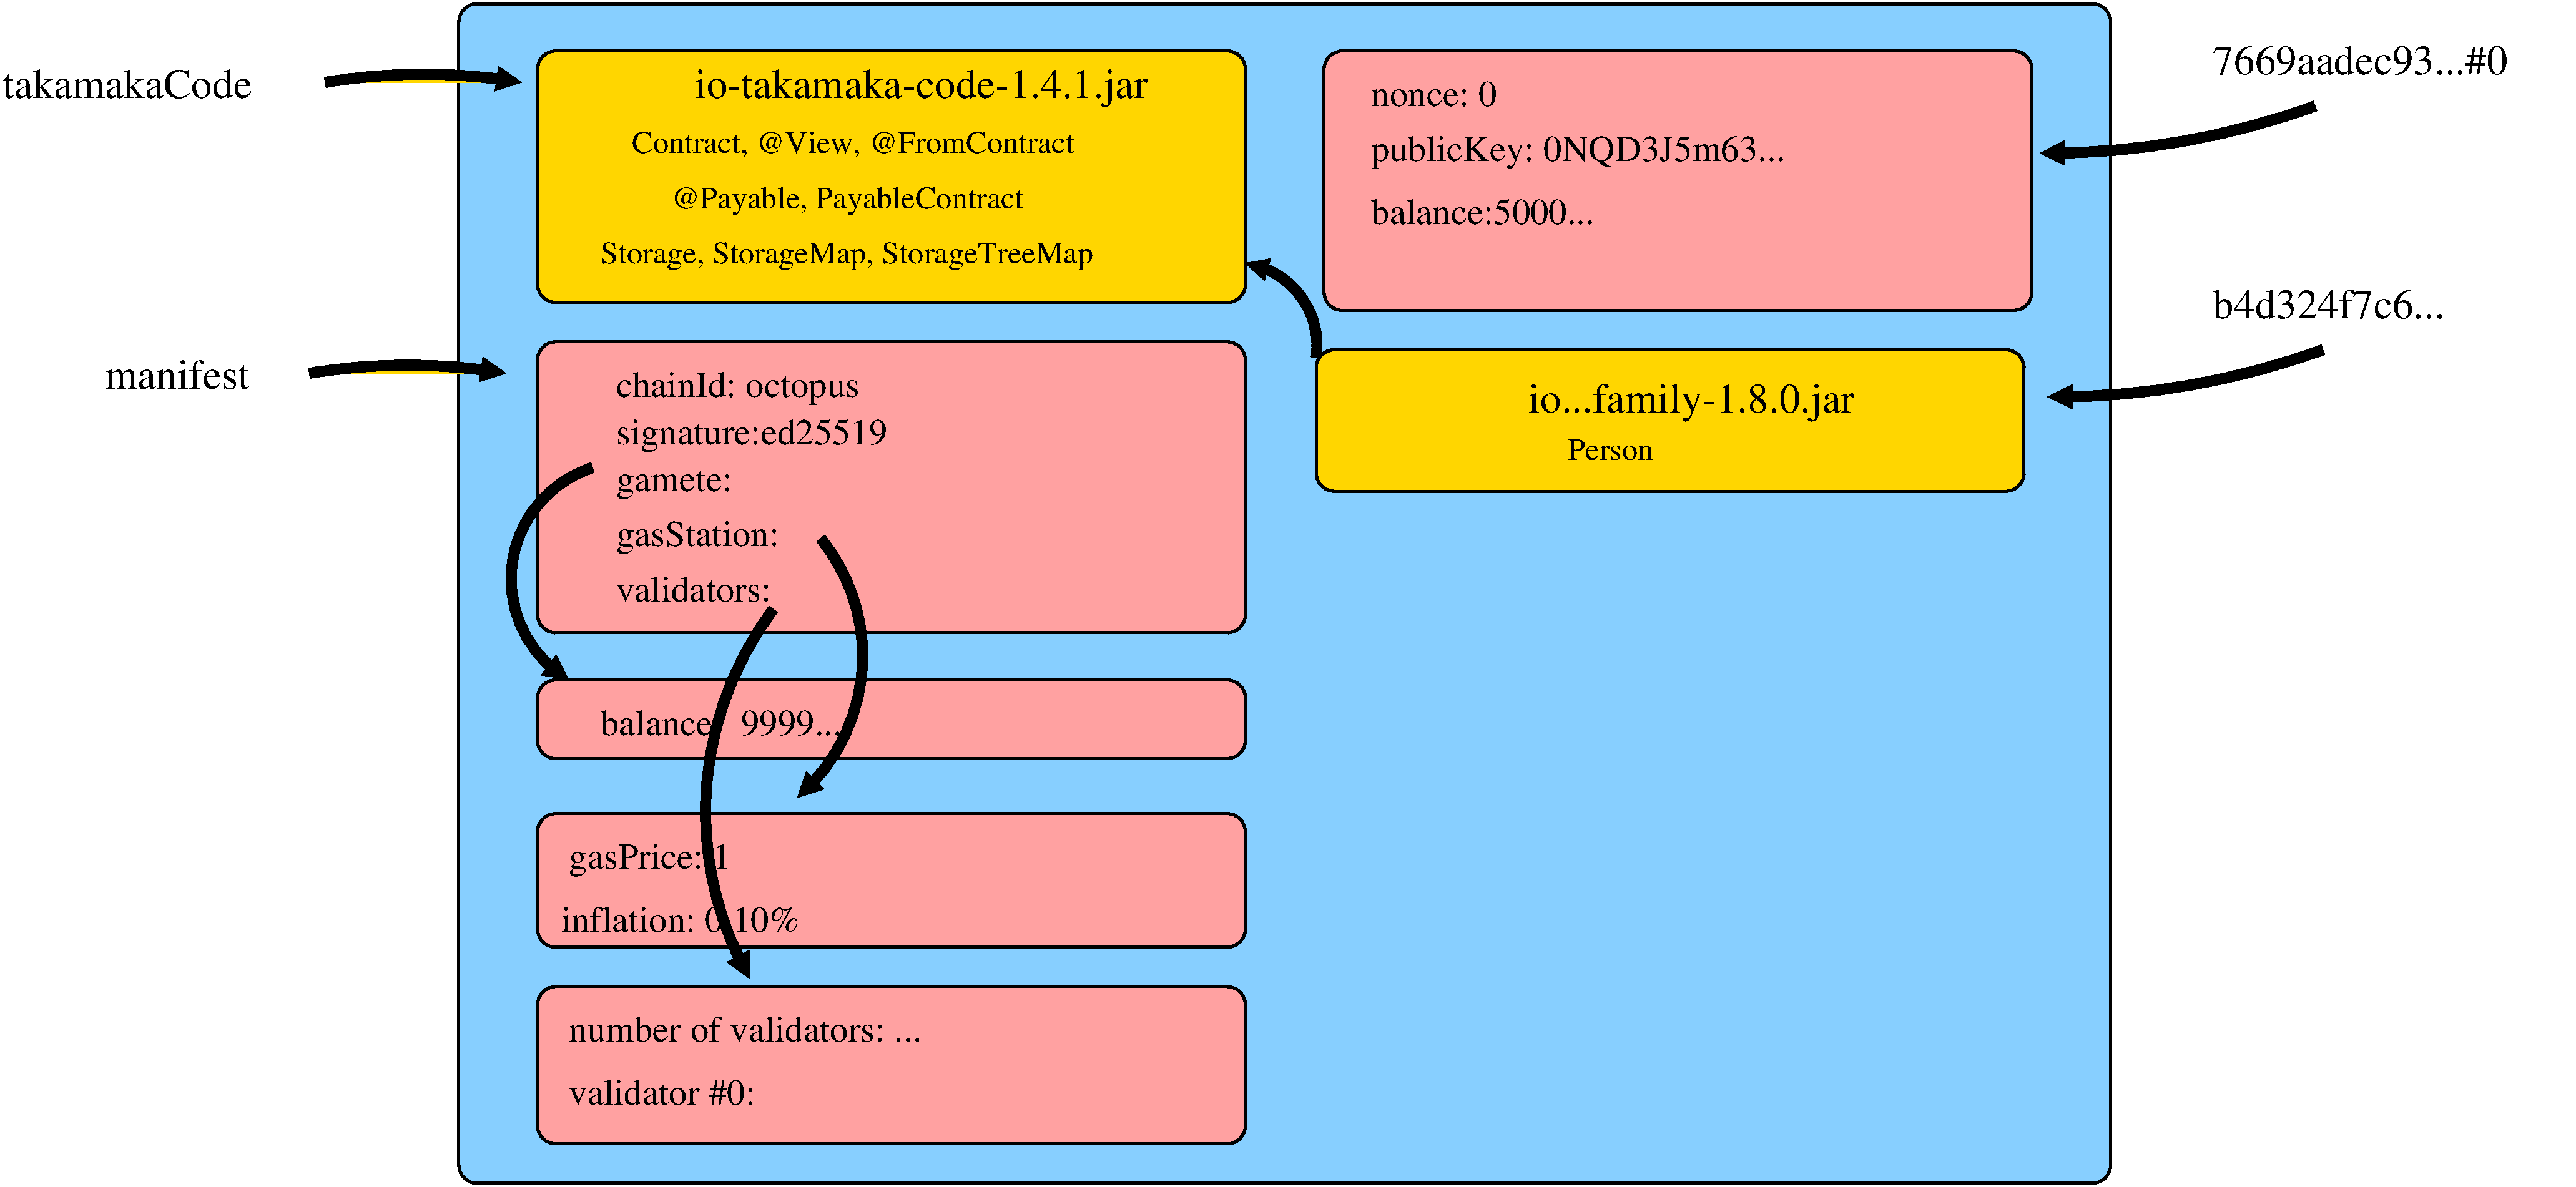 takamakaCode
manifest
io-takamaka-code-1.4.1.jar
Contract, @View, @FromContract
@Payable, PayableContract
Storage, StorageMap, StorageTreeMap
chainId: octopus
signature:ed25519
gamete:
gasStation:
validators:
balance 9999...
gasPrice: 1
inflation: 0.10%
number of validators: ...
validator #0:
nonce: 0
publicKey: 0NQD3J5m63...
balance:5000...
io...family-1.8.0.jar
Person
7669aadec93...#0
b4d324f7c6...